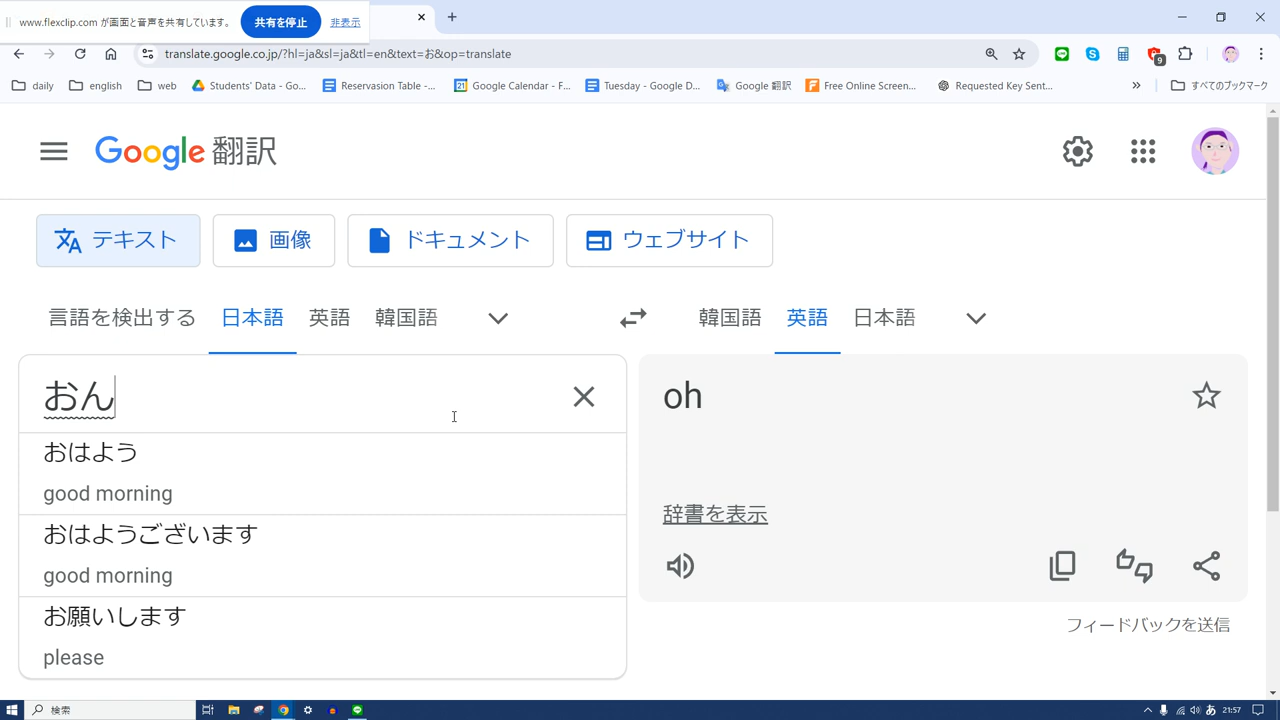 www.flexclip.com が画面と音声を共有しています。 共有を停止 非表示
translate.google.co.jp/?hl=ja&sl=ja&tl=en&text=お&op=translate
9
daily english web Students' Data - Go... Reservasion Table -... Google Calendar - F... Tuesday - Google D... Google 翻訳 Free Online Screen... Requested Key Sent... » すべてのブックマーク
Google 翻訳
テキスト 画像 ドキュメント ウェブサイト
言語を検出する 日本語 英語 韓国語 韓国語 英語 日本語
おん
oh
おはよう
good morning
おはようございます
good morning
お願いします
please
辞書を表示
フィードバックを送信
検索 あ 21:57